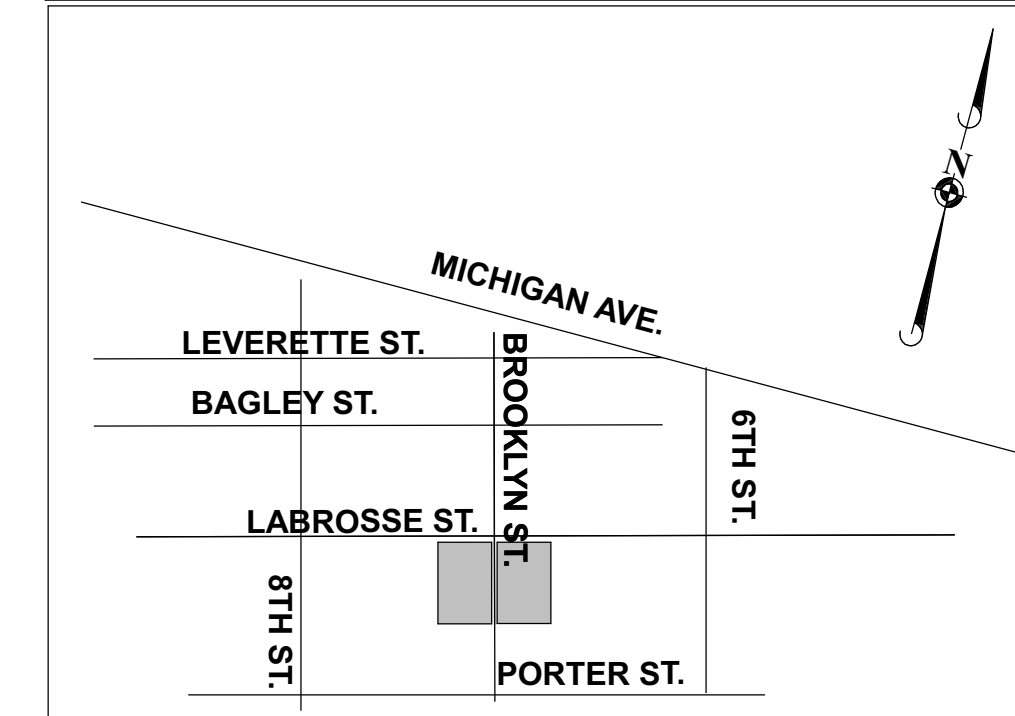 N
MICHIGAN AVE.
LEVERETTE ST.
BROOKLYN ST.
BAGLEY ST.
6TH ST.
LABROSSE ST.
8TH ST.
PORTER ST.